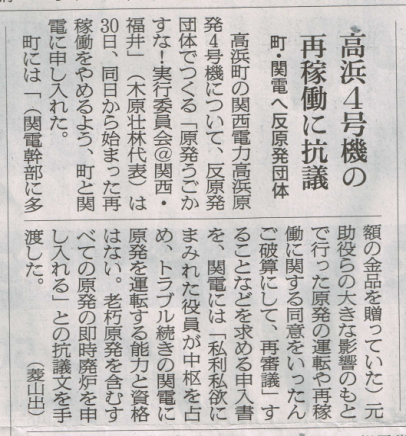 高浜4号機の
再稼働に抗議
町・関電へ反原発団体
高浜町の関西電力高浜原
発4号機について、反原発
団体でつくる「原発うごか
すな!実行委員会@関西・
福井」(木原壮林代表)は
30日、同日から始まった再
稼働をやめるよう、町と関
電に申し入れた。
町には「(関電幹部に多
額の金品を贈っていた)元
助役らの大きな影響のもと
で行った原発の運転や再稼
働に関する同意をいったん
ご破算にして、再審議」す
ることなどを求める申入書
を、関電には「私利私欲に
まみれた役員が中枢を占
め、トラブル続きの関電に
原発を運転する能力と資格
はない。老朽原発を含むす
べての原発の即時廃炉を申
し入れる」との抗議文を手
渡した。
(菱山出)